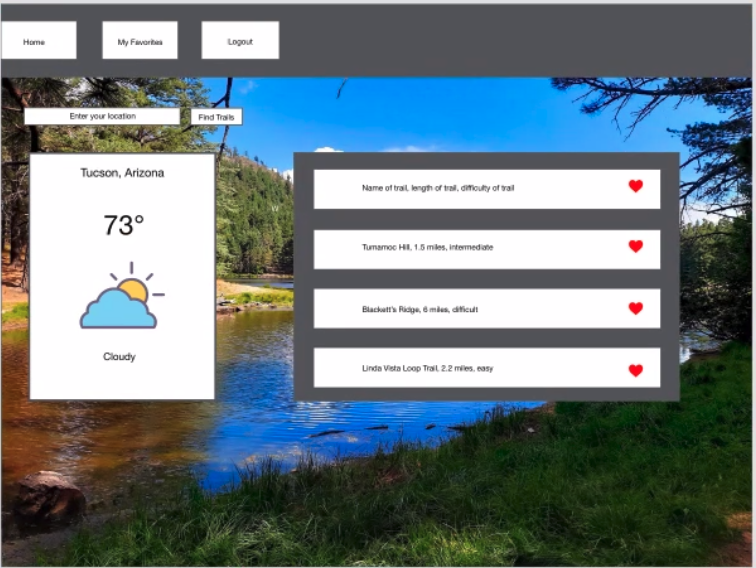 Home
My Favorites
Logout
Enter your location
Find Trails
Tucson, Arizona
73°
Cloudy
Name of trail, length of trail, difficulty of trail
Tumamoc Hill, 1.5 miles, intermediate
Blackett's Ridge, 6 miles, difficult
Linda Vista Loop Trail, 2.2 miles, easy